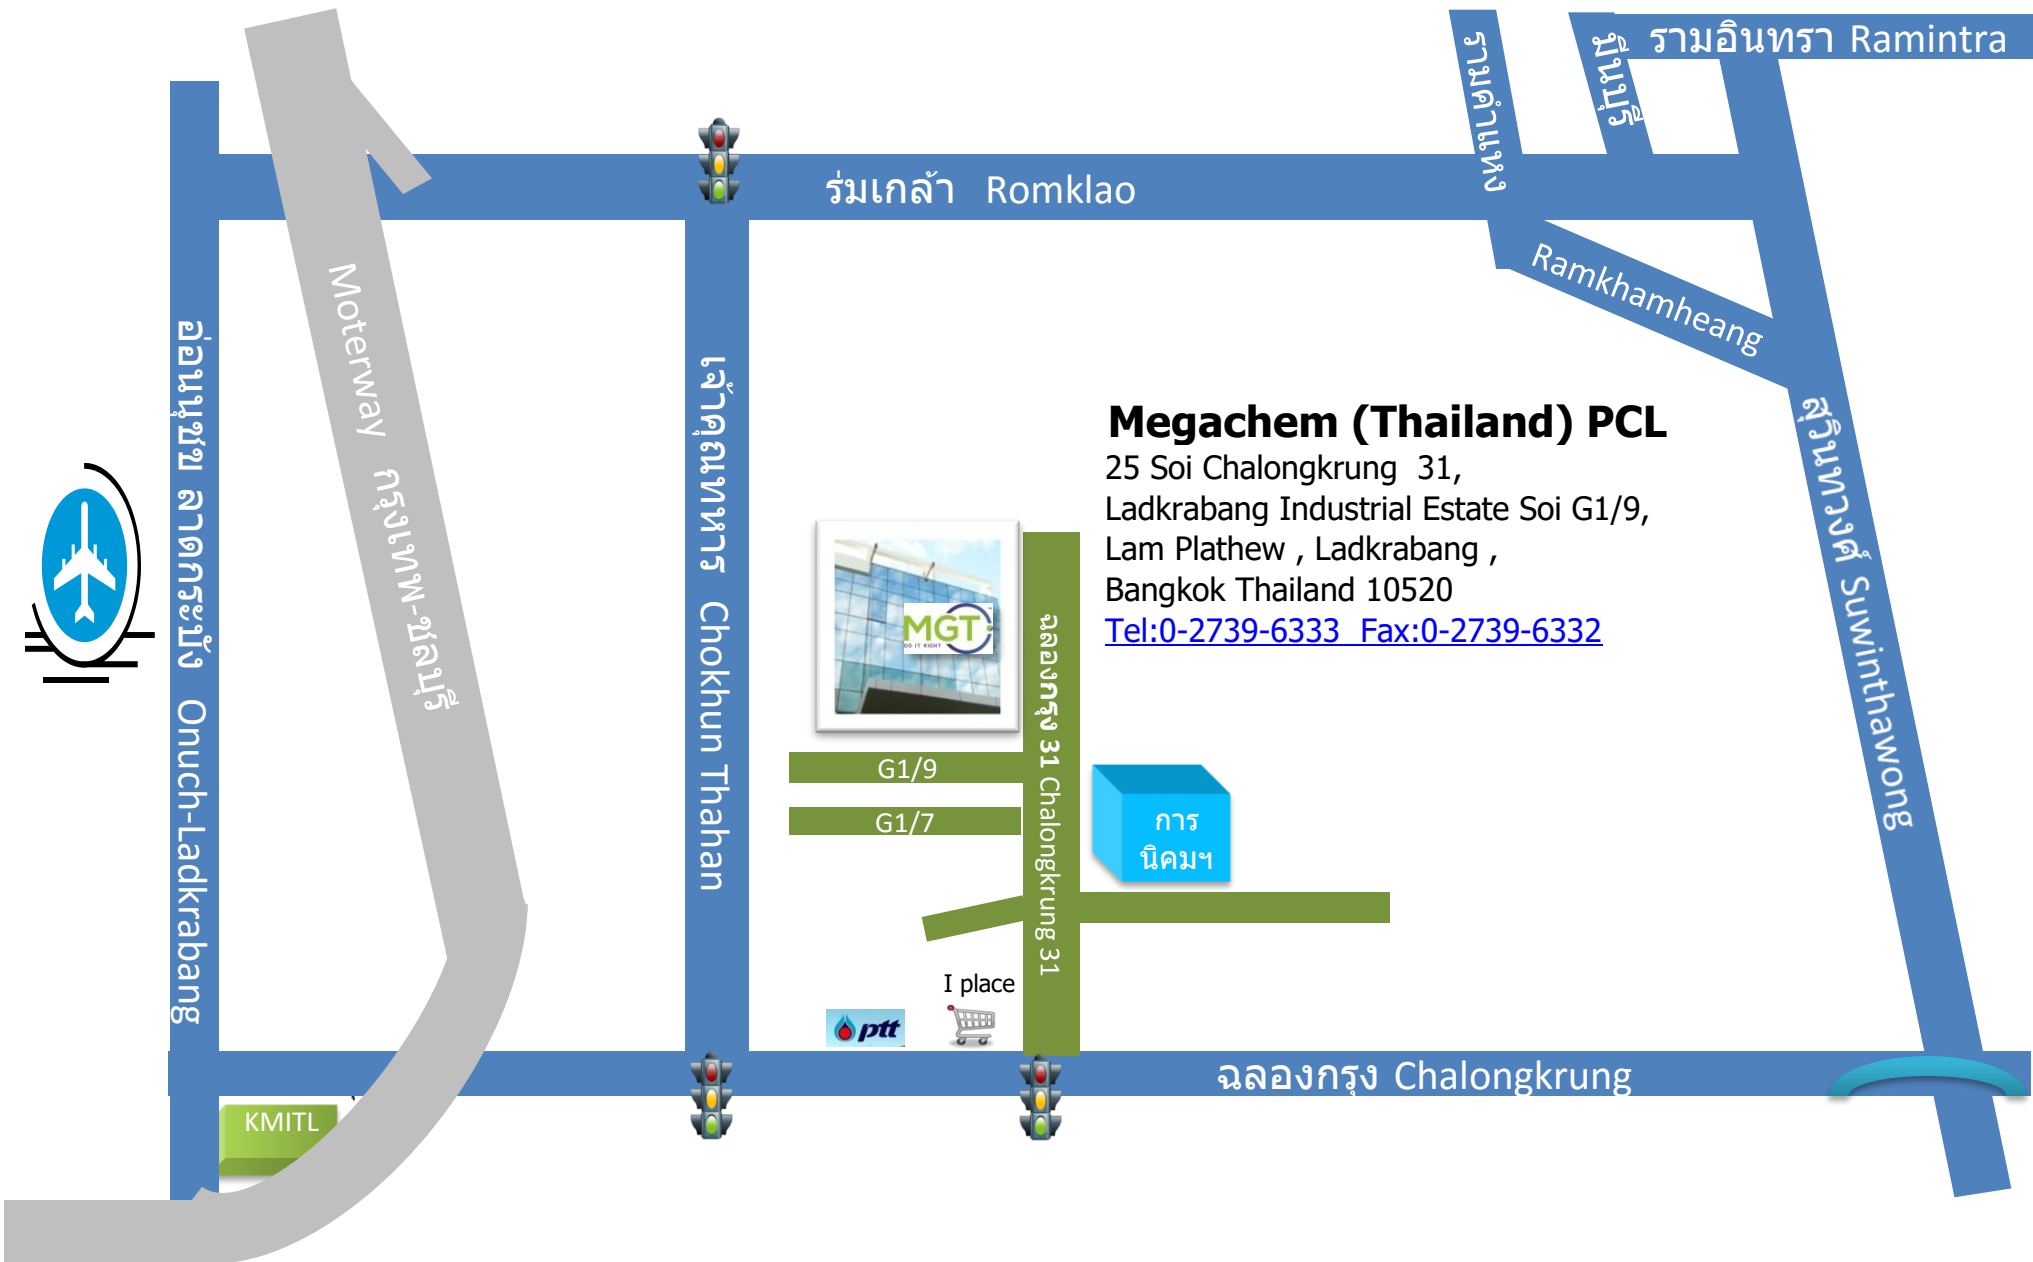 รามอินทรา Ramintra
มีนบุรี
รามคำแหง
ร่มเกล้า Romklao
Ramkhamheang
Moterway กรุงเทพ-ชลบุรี
อ่อนนุชช ลาดกระบัง Onuch-Ladkrabang
เจ้าคุณทหาร Chokhun Thahan
สุวินทวงศ์ Suwinthawong
Megachem (Thailand) PCL
25 Soi Chalongkrung 31,
Ladkrabang Industrial Estate Soi G1/9,
Lam Plathew , Ladkrabang ,
Bangkok Thailand 10520
Tel:0-2739-6333 Fax:0-2739-6332
MGT
DO IT RIGHT
ฉลองกรุง 31 Chalongkrung 31
G1/9
G1/7
การ
นิคมฯ
I place
ptt
ฉลองกรุง Chalongkrung
KMITL